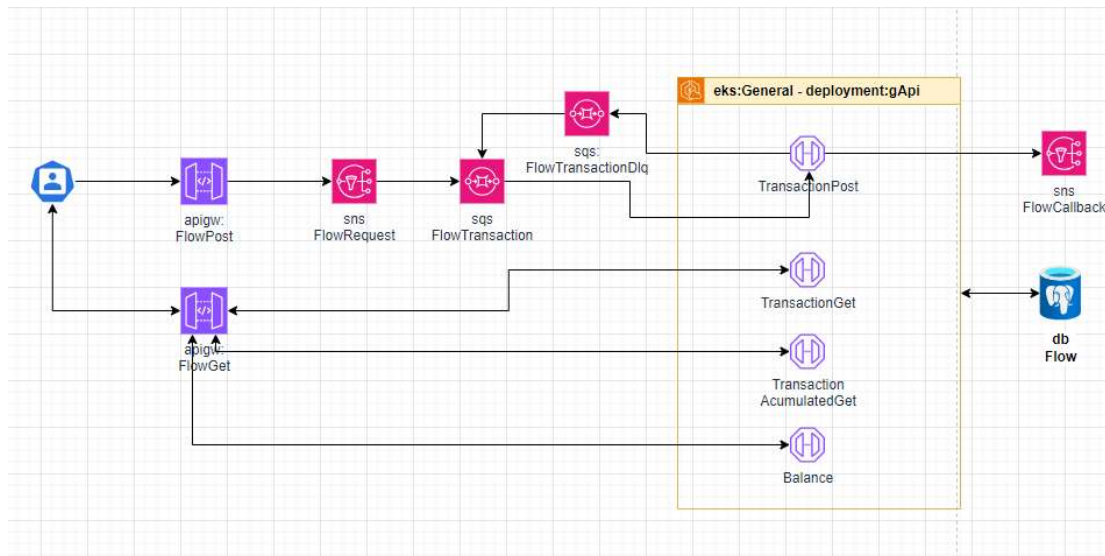 eks:General - deployment:gApi
sqs:
FlowTransactionDlq
TransactionPost
sns
FlowCallback
apigw:
FlowPost
sns
FlowRequest
sqs
FlowTransaction
TransactionGet
apigw:
FlowGet
db
Flow
Transaction
AcumulatedGet
Balance